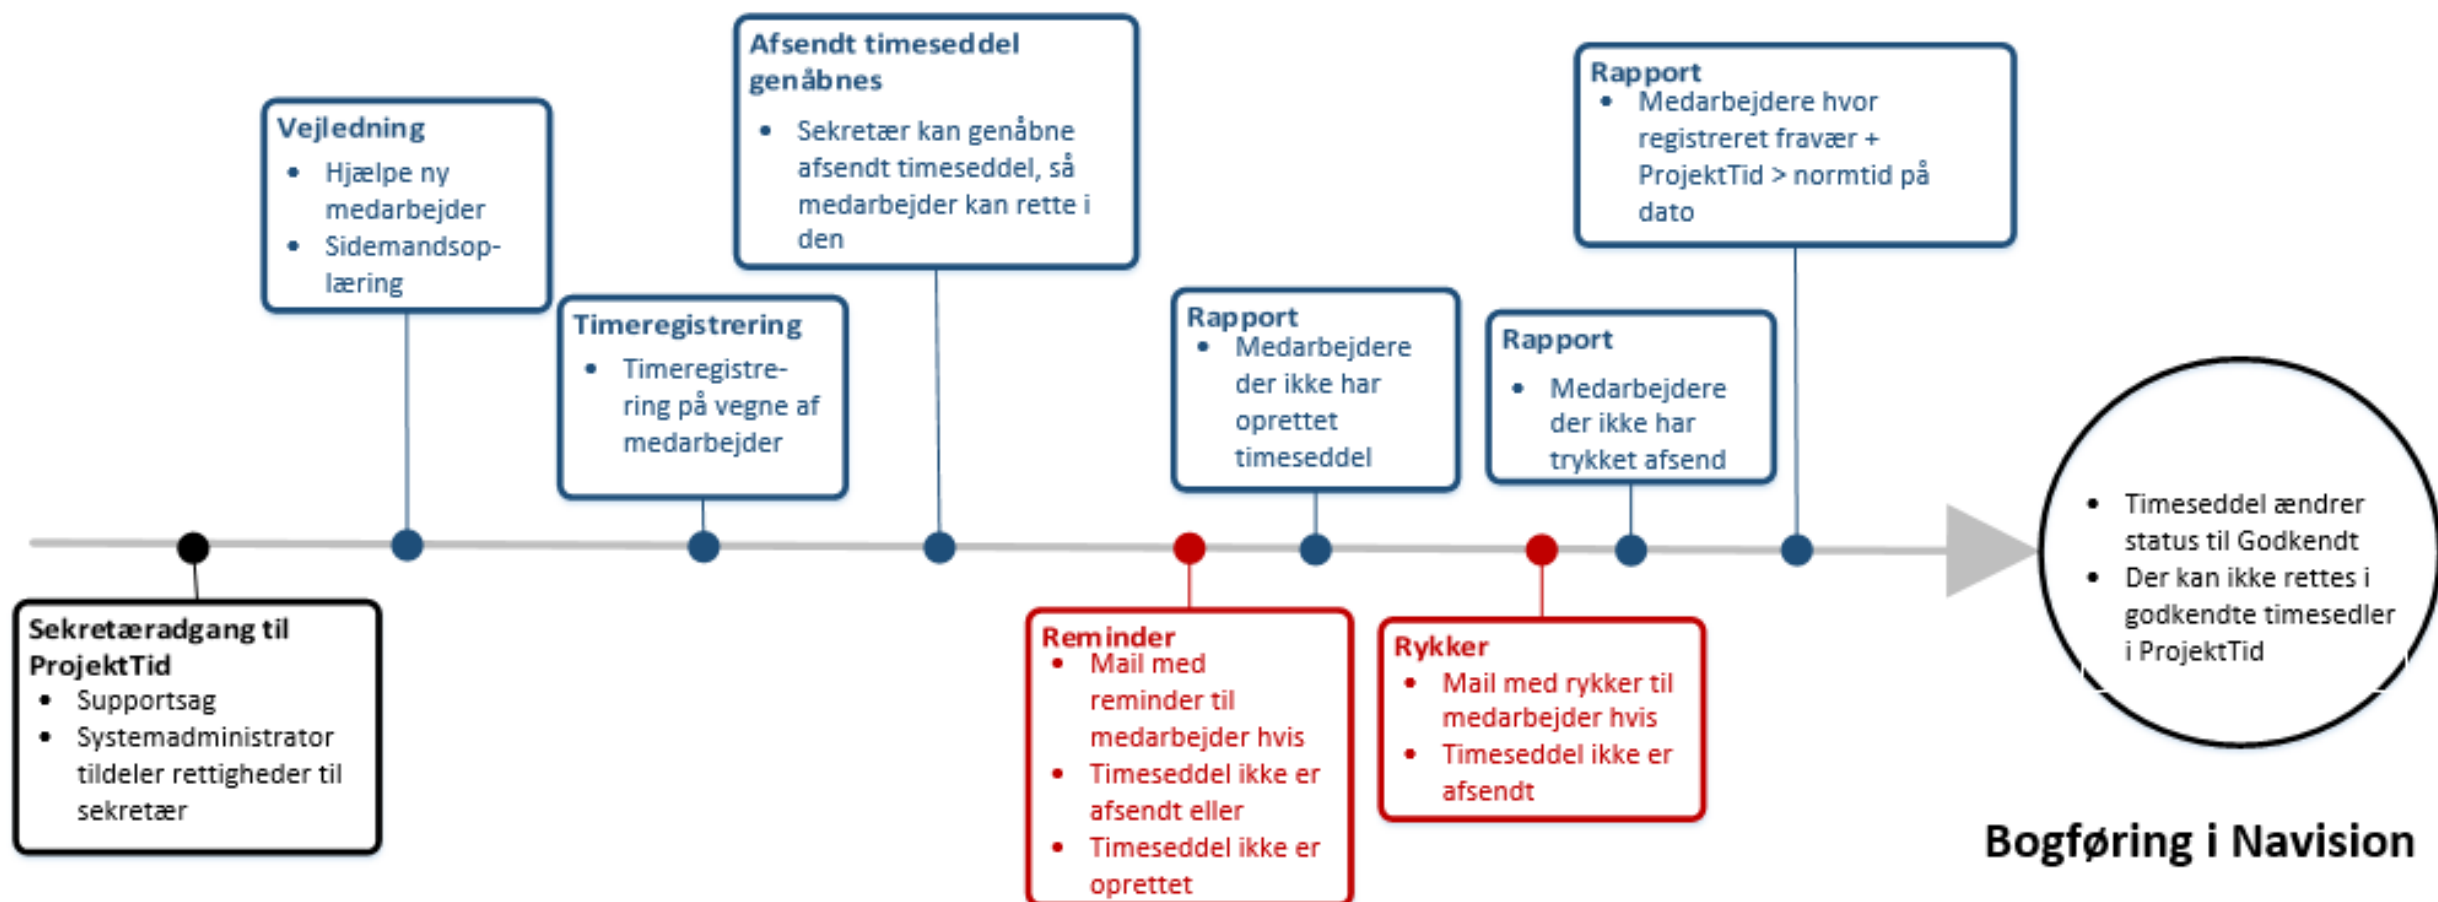 Afsendt timeseddel
genåbnes
• Sekretær kan genåbne
afsendt timeseddel, så
medarbejder kan rette i
den
Rapport
• Medarbejdere hvor
registreret fravær +
ProjektTid > normtid på
dato
Vejledning
• Hjælpe ny
medarbejder
• Sidemandsop-
læring
Timeregistrering
• Timeregistre-
ring på vegne af
medarbejder
Rapport
• Medarbejdere
der ikke har
oprettet
timeseddel
Rapport
• Medarbejdere
der ikke har
trykket afsend
• Timeseddel ændrer
status til Godkendt
• Der kan ikke rettes i
godkendte timesedler
i ProjektTid
Sekretæradgang til
ProjektTid
• Supportsag
• Systemadministrator
tildeler rettigheder til
sekretær
Reminder
• Mail med
reminder til
medarbejder hvis
• Timeseddel ikke er
afsendt eller
• Timeseddel ikke er
oprettet
Rykker
• Mail med rykker til
medarbejder hvis
• Timeseddel ikke er
afsendt
Bogføring i Navision